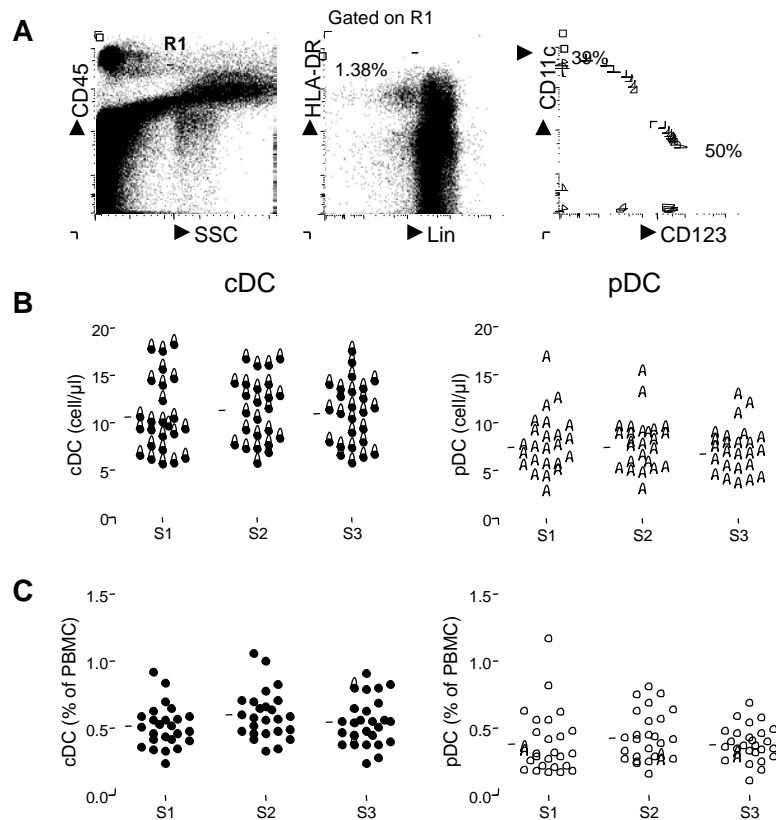 A
Gated on R1
R1
CD45
SSC
1.38%
HLA-DR
Lin
39%
50%
CD11c
CD123
B
cDC
cDC (cell/µl)
20
15
10
5
0
S1
S2
S3
pDC
pDC (cell/µl)
20
15
10
5
0
S1
S2
S3
C
cDC (% of PBMC)
1.5
1.0
0.5
0.0
S1
S2
S3
pDC (% of PBMC)
1.5
1.0
0.5
0.0
S1
S2
S3